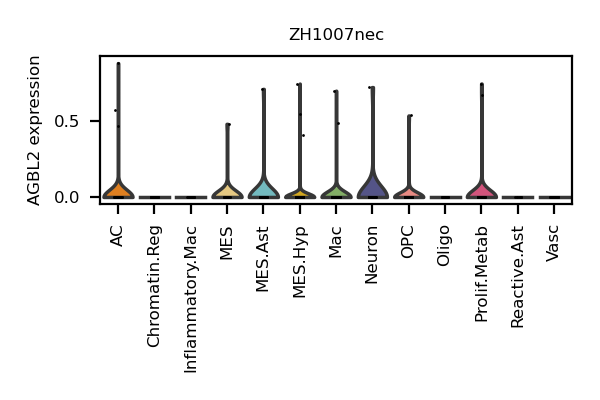 ZH1007nec
AGBL2 expression
0.5
0.0
AC
Chromatin.Reg
Inflammatory.Mac
MES
MES.Ast
MES.Hyp
Mac
Neuron
OPC
Oligo
Prolif.Metab
Reactive.Ast
Vasc